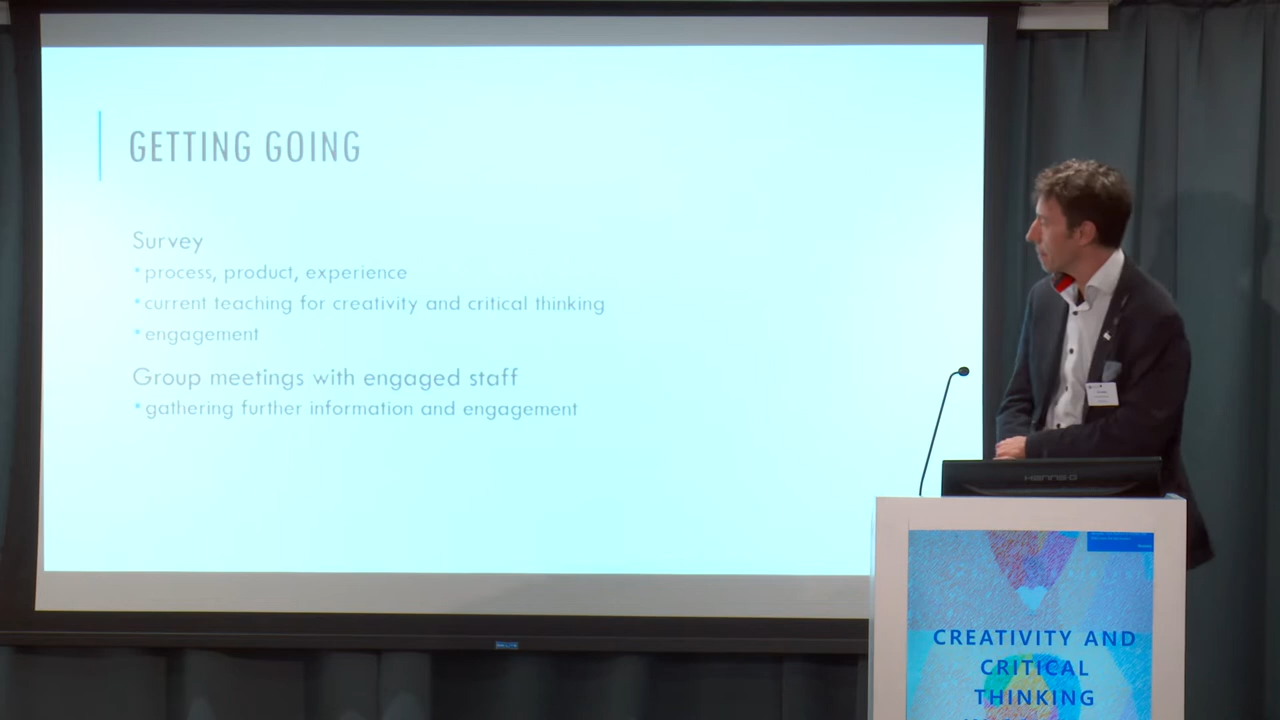 GETTING GOING
Survey
•process, product, experience
•current teaching for creativity and critical thinking
•engagement
Group meetings with engaged staff
•gathering further information and engagement
HANNS-G
CREATIVITY AND
CRITICAL
THINKING